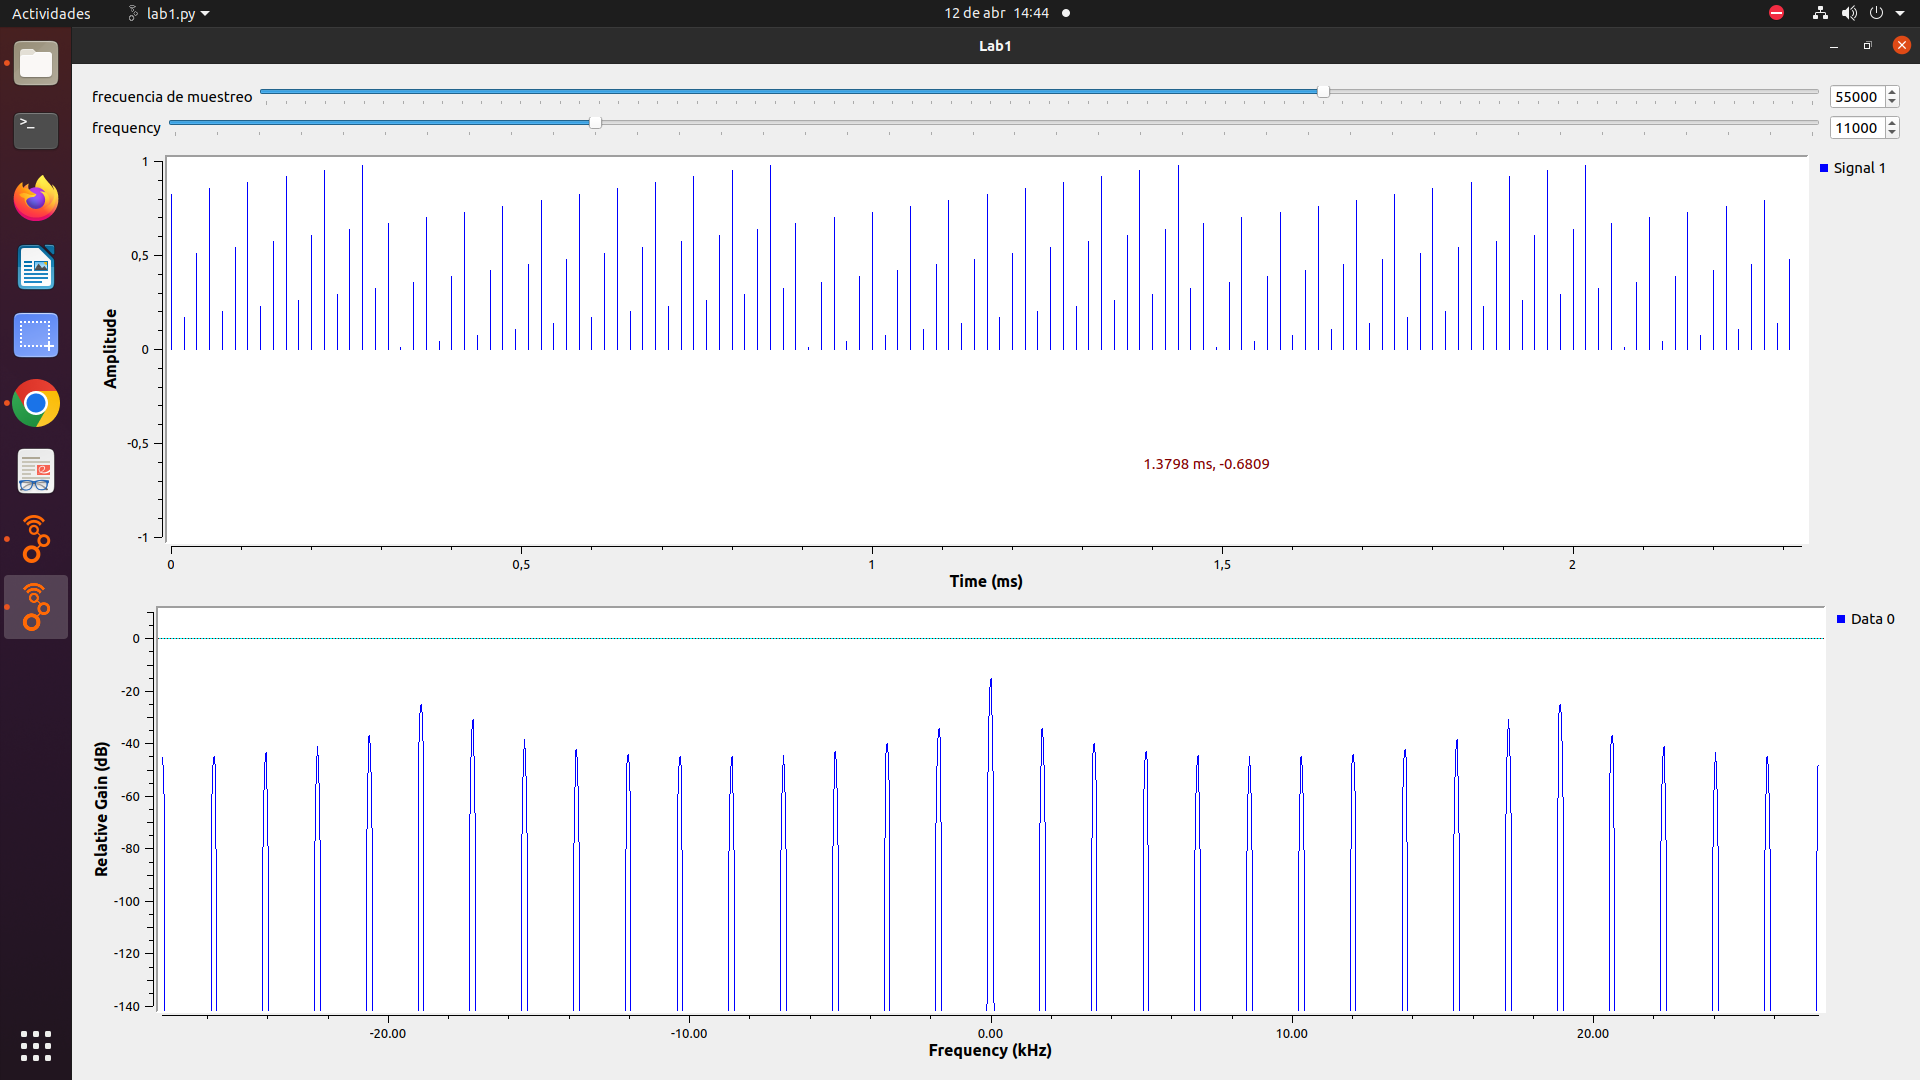 Actividades lab1.py 12 de abr 14:44
Lab1
frecuencia de muestreo 55000
frequency 11000
1
0,5
0
-0,5
-1
Amplitude
Signal 1
1.3798 ms, -0.6809
0 0,5 1 1,5 2
Time (ms)
0
-20
-40
-60
-80
-100
-120
-140
Relative Gain (dB)
Data 0
-20.00 -10.00 0.00 10.00 20.00
Frequency (kHz)